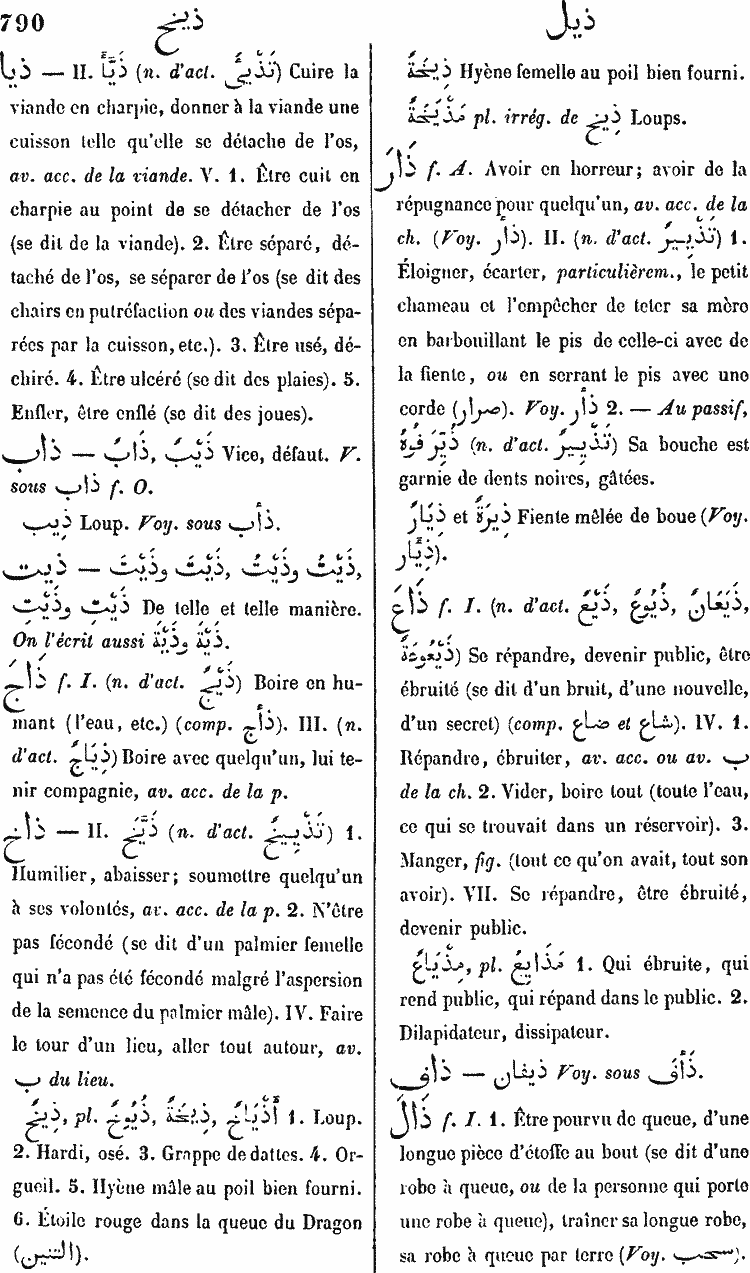 790
ذيخ
ذيل
ذيأ — II. ذَيَّأَ (n. d'act. تَذْيِىٌٔ) Cuire la
viande en charpie, donner à la viande une
cuisson telle qu'elle se détache de l'os,
av. acc. de la viande. V. 1. Être cuit en
charpie au point de se détacher de l'os
(se dit de la viande). 2. Être séparé, dé-
taché de l'os, se séparer de l'os (se dit des
chairs en putréfaction ou des viandes sépa-
rées par la cuisson, etc.). 3. Être usé, dé-
chiré. 4. Être ulcéré (se dit des plaies). 5.
Enfler, être enflé (se dit des joues).
ذاب — ذَابٌ, ذَيْبٌ Vice, défaut. V.
sous ذاب f. O.
ذيب Loup. Voy. sous ذأب.
ذيت — ذَيْتَ وذَيْتَ, ذَيْتُ وذَيْتُ,
ذَيْتِ وذَيْتِ De telle et telle manière.
On l'écrit aussi ذَيَّةَ وذَيَّةَ.
ذَاجَ f. I. (n. d'act. ذَيْجٌ) Boire en hu-
mant (l'eau, etc.) (comp. ذأج). III. (n.
d'act. ذِيَاجٌ) Boire avec quelqu'un, lui te-
nir compagnie, av. acc. de la p.
ذاخ — II. ذَيَّخَ (n. d'act. تَذْيِيخٌ) 1.
Humilier, abaisser; soumettre quelqu'un
à ses volontés, av. acc. de la p. 2. N'être
pas fécondé (se dit d'un palmier femelle
qui n'a pas été fécondé malgré l'aspersion
de la semence du palmier mâle). IV. Faire
le tour d'un lieu, aller tout autour, av.
ب du lieu.
ذِيخٌ, pl. ذُيُوخٌ, ذِيَخَةٌ, أَذْيَاخٌ 1. Loup.
2. Hardi, osé. 3. Grappe de dattes. 4. Or-
gueil. 5. Hyène mâle au poil bien fourni.
6. Étoile rouge dans la queue du Dragon
(التنين).
ذِيخَةٌ Hyène femelle au poil bien fourni.
مَذْيَخَةٌ pl. irrég. de ذِيخ Loups.
ذَارَ f. A. Avoir en horreur; avoir de la
répugnance pour quelqu'un, av. acc. de la
ch. (Voy. ذأر). II. (n. d'act. تَذْيِيرٌ) 1.
Éloigner, écarter, particulièrem., le petit
chameau et l'empêcher de teter sa mère
en barbouillant le pis de celle-ci avec de
la fiente, ou en serrant le pis avec une
corde (صرار). Voy. ذأر 2. — Au passif,
ذُيِّرَ فُوهُ (n. d'act. تَذْيِيرٌ) Sa bouche est
garnie de dents noires, gâtées.
ذِيَارٌ et ذِيرَةٌ Fiente mêlée de boue (Voy.
ذِئَار).
ذَاعَ f. I. (n. d'act. ذَيْعٌ, ذُيُوعٌ, ذَيَعَانٌ,
ذَيْعُوعَةٌ) Se répandre, devenir public, être
ébruité (se dit d'un bruit, d'une nouvelle,
d'un secret) (comp. ضاع et شاع). IV. 1.
Répandre, ébruiter, av. acc. ou av. ب
de la ch. 2. Vider, boire tout (toute l'eau,
ce qui se trouvait dans un réservoir). 3.
Manger, fig. (tout ce qu'on avait, tout son
avoir). VII. Se répandre, être ébruité,
devenir public.
مِذْيَاعٌ, pl. مَذَايِعُ 1. Qui ébruite, qui
rend public, qui répand dans le public. 2.
Dilapidateur, dissipateur.
ذاف — ذيفان Voy. sous ذَأَفَ.
ذَالَ f. I. 1. Être pourvu de queue, d'une
longue pièce d'étoffe au bout (se dit d'une
robe à queue, ou de la personne qui porte
une robe à queue), traîner sa longue robe,
sa robe à queue par terre (Voy. سحب).